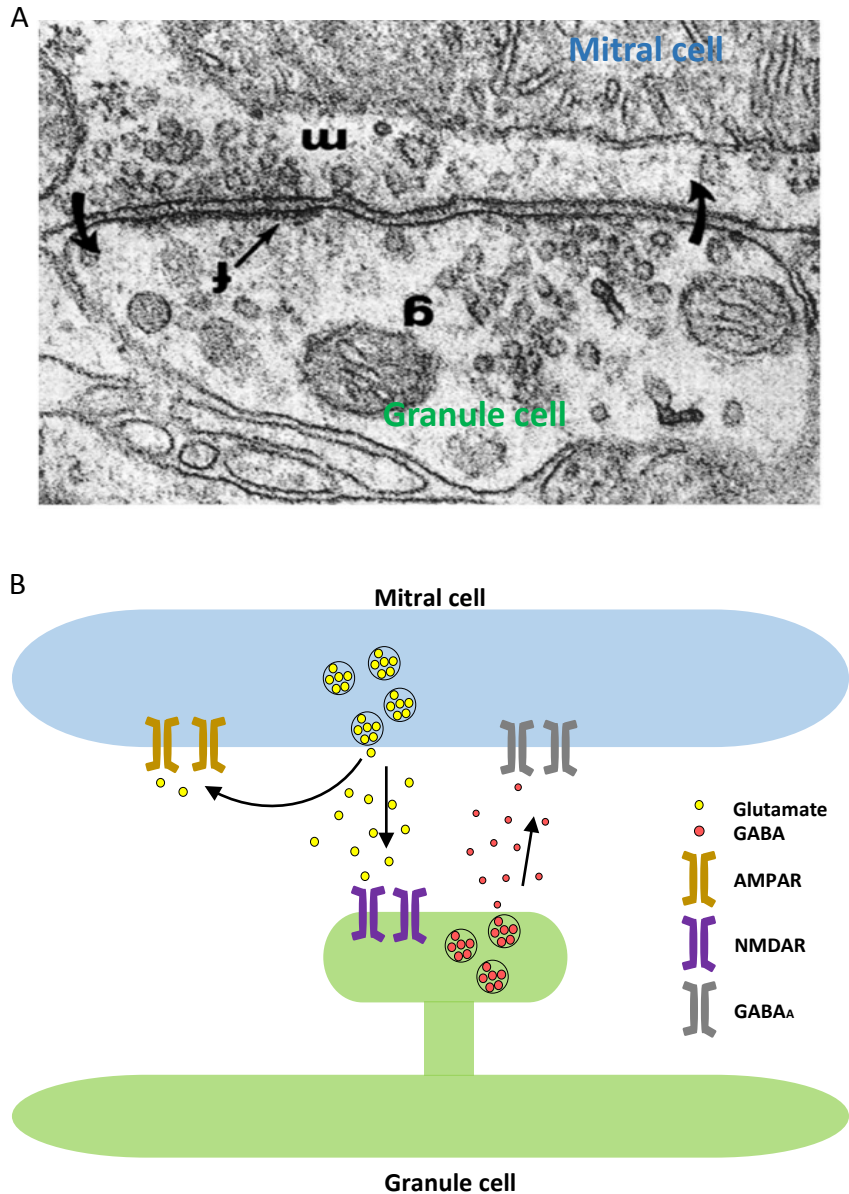 A
Mitral cell
m
f
g
Granule cell
B
Mitral cell
Glutamate
GABA
AMPAR
NMDAR
GABAA
Granule cell